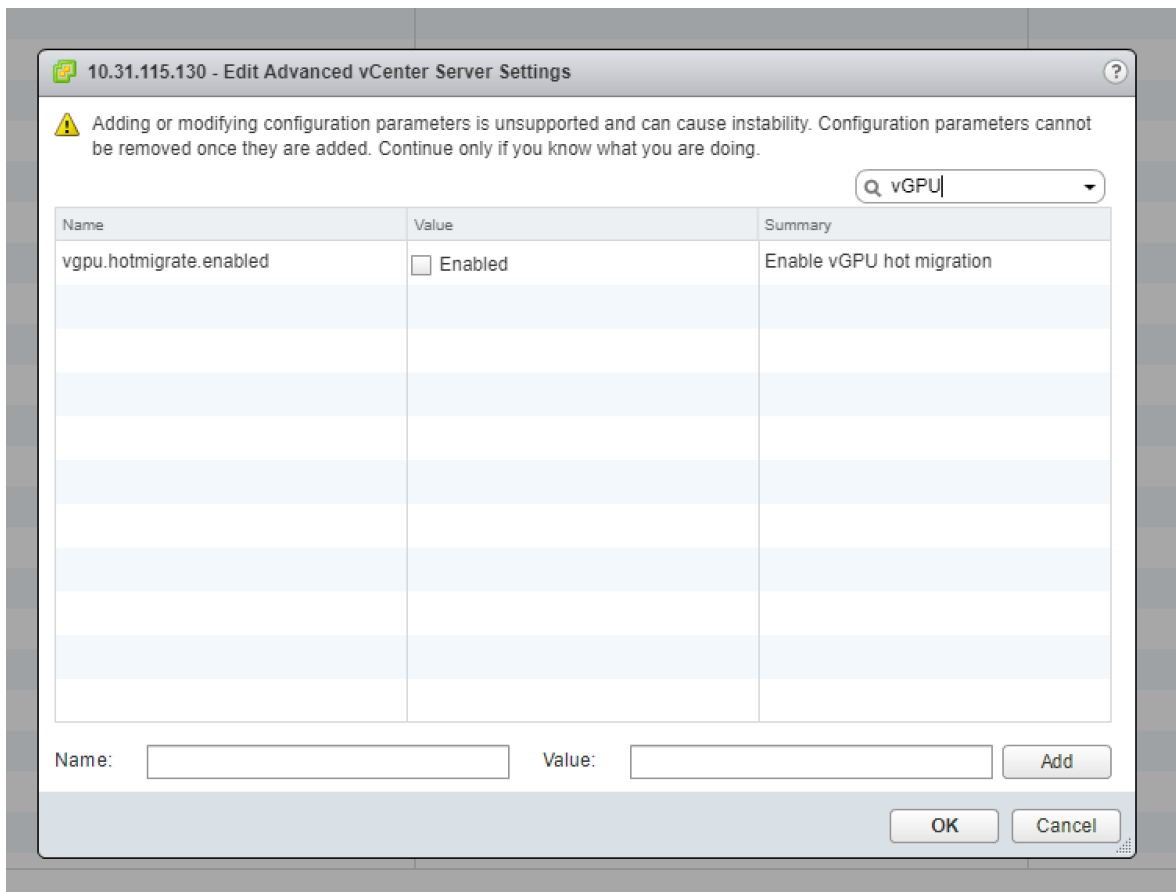 10.31.115.130 - Edit Advanced vCenter Server Settings
?
Adding or modifying configuration parameters is unsupported and can cause instability. Configuration parameters cannot
be removed once they are added. Continue only if you know what you are doing.
vGPU
Name Value Summary
vgpu.hotmigrate.enabled Enabled Enable vGPU hot migration
Name: Value: Add
OK Cancel